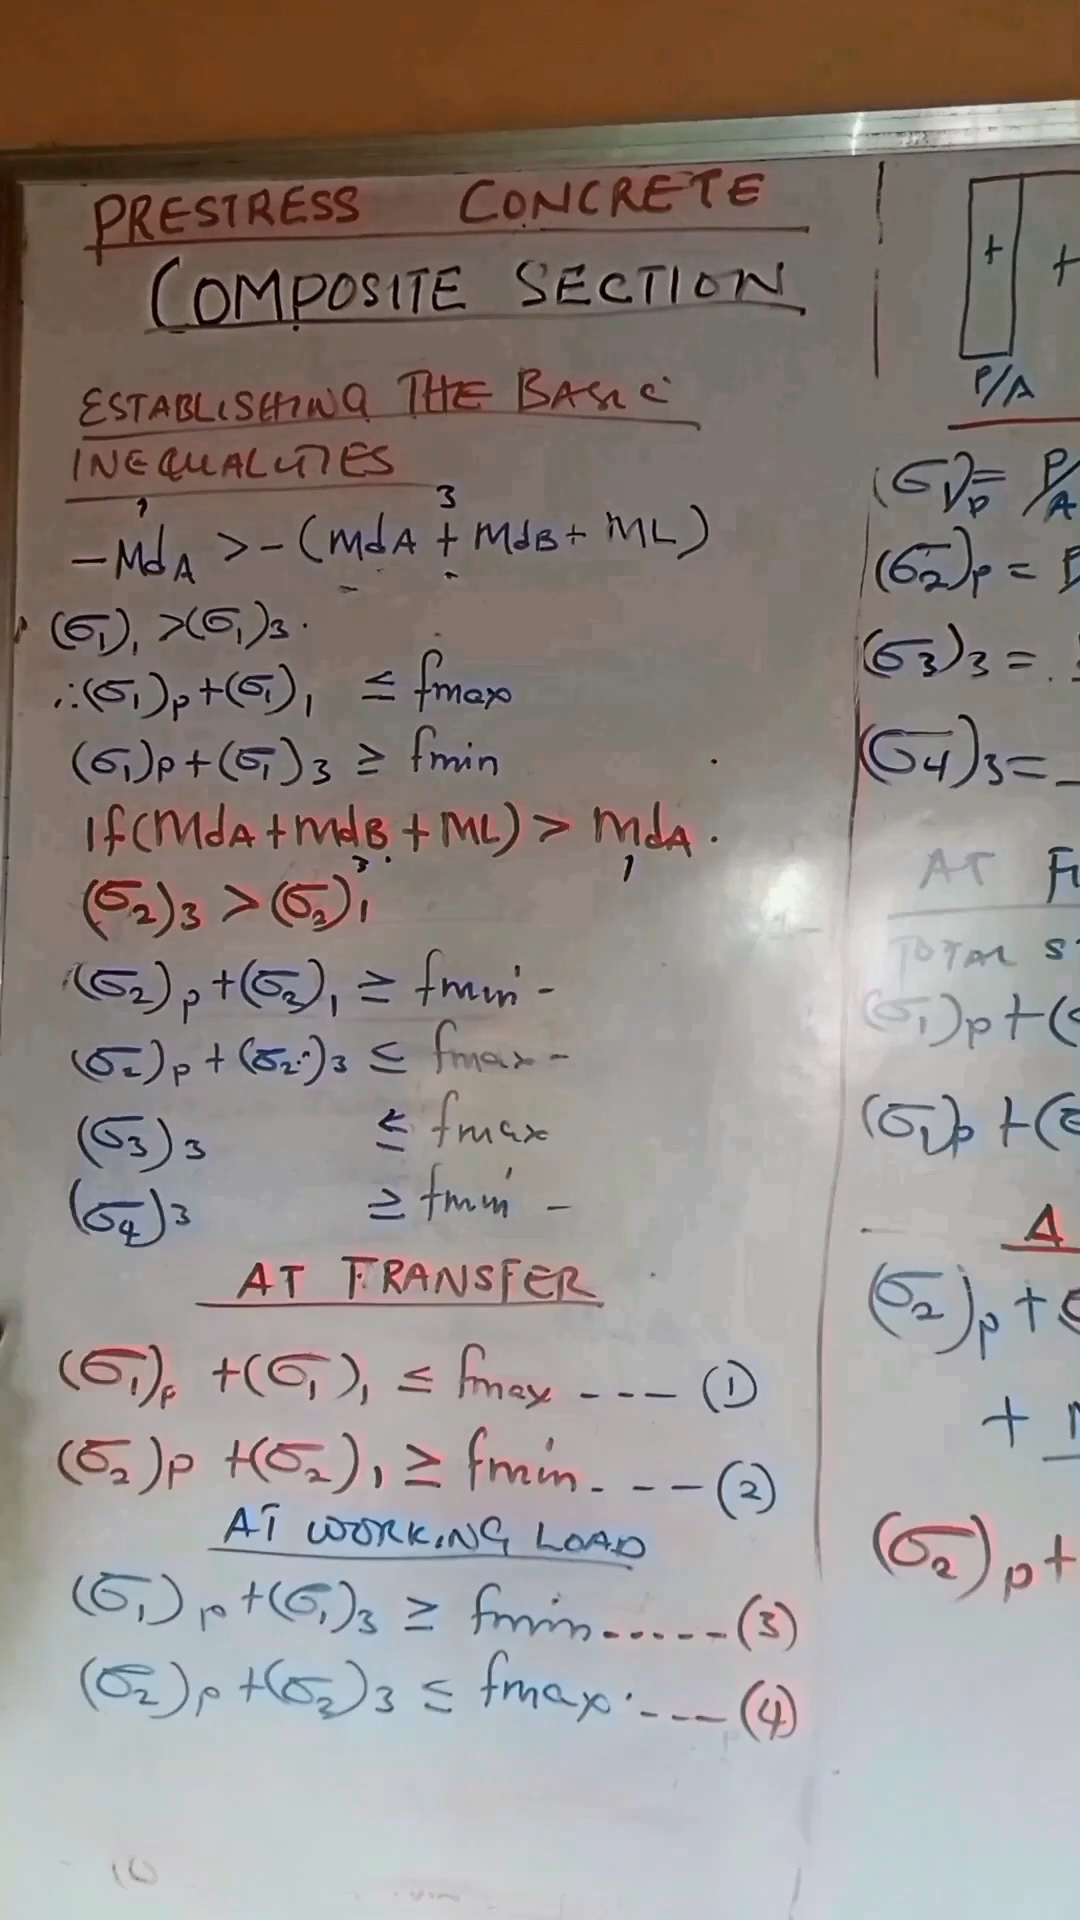 PRESTRESS CONCRETE
COMPOSITE SECTION
ESTABLISHING THE BASIC
INEQUALITIES
1 3
-MdA > -(MdA + MdB + ML)
(σ1)1 > (σ1)3.
∴(σ1)p + (σ1)1 ≤ fmax
(σ1)p + (σ1)3 ≥ fmin
If (MdA + MdB + ML) > MdA.
3 1
(σ2)3 > (σ2)1
(σ2)p + (σ2)1 ≥ fmin -
(σ2)p + (σ2)3 ≤ fmax -
(σ3)3 ≤ fmax
(σ4)3 ≥ fmin -
AT TRANSFER
(σ1)p + (σ1)1 ≤ fmax --- (1)
(σ2)p + (σ2)1 ≥ fmin. --- (2)
AT WORKING LOAD
(σ1)p + (σ1)3 ≥ fmin ..... (3)
(σ2)p + (σ2)3 ≤ fmax. --- (4)
10
+ +
P/A
(σ1)p = P/A
(σ2)p =
(σ3)3 =
(σ4)3 =
AT
TOTAL
(σ1)p + (
(σ1)p + (
(σ2)p +
+
(σ2)p +